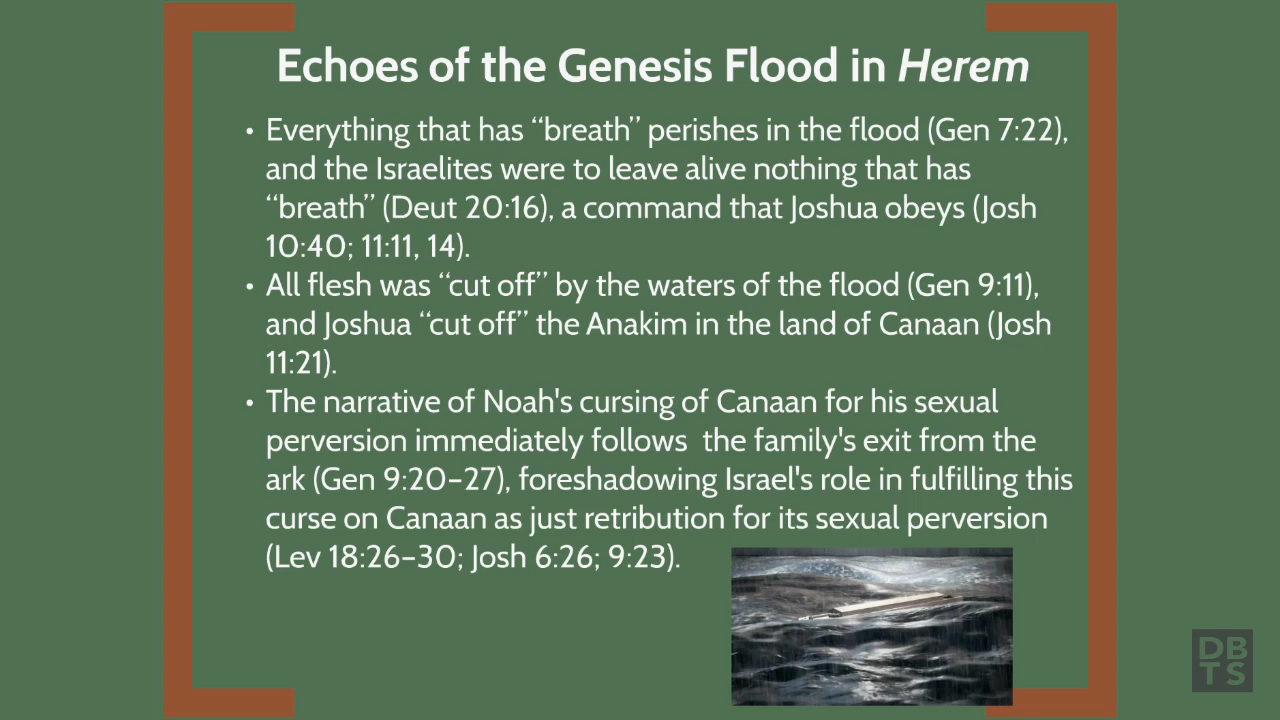 Echoes of the Genesis Flood in Herem
• Everything that has “breath” perishes in the flood (Gen 7:22),
and the Israelites were to leave alive nothing that has
“breath” (Deut 20:16), a command that Joshua obeys (Josh
10:40; 11:11, 14).
• All flesh was “cut off” by the waters of the flood (Gen 9:11),
and Joshua “cut off” the Anakim in the land of Canaan (Josh
11:21).
• The narrative of Noah's cursing of Canaan for his sexual
perversion immediately follows  the family's exit from the
ark (Gen 9:20–27), foreshadowing Israel's role in fulfilling this
curse on Canaan as just retribution for its sexual perversion
(Lev 18:26–30; Josh 6:26; 9:23).
DB
TS